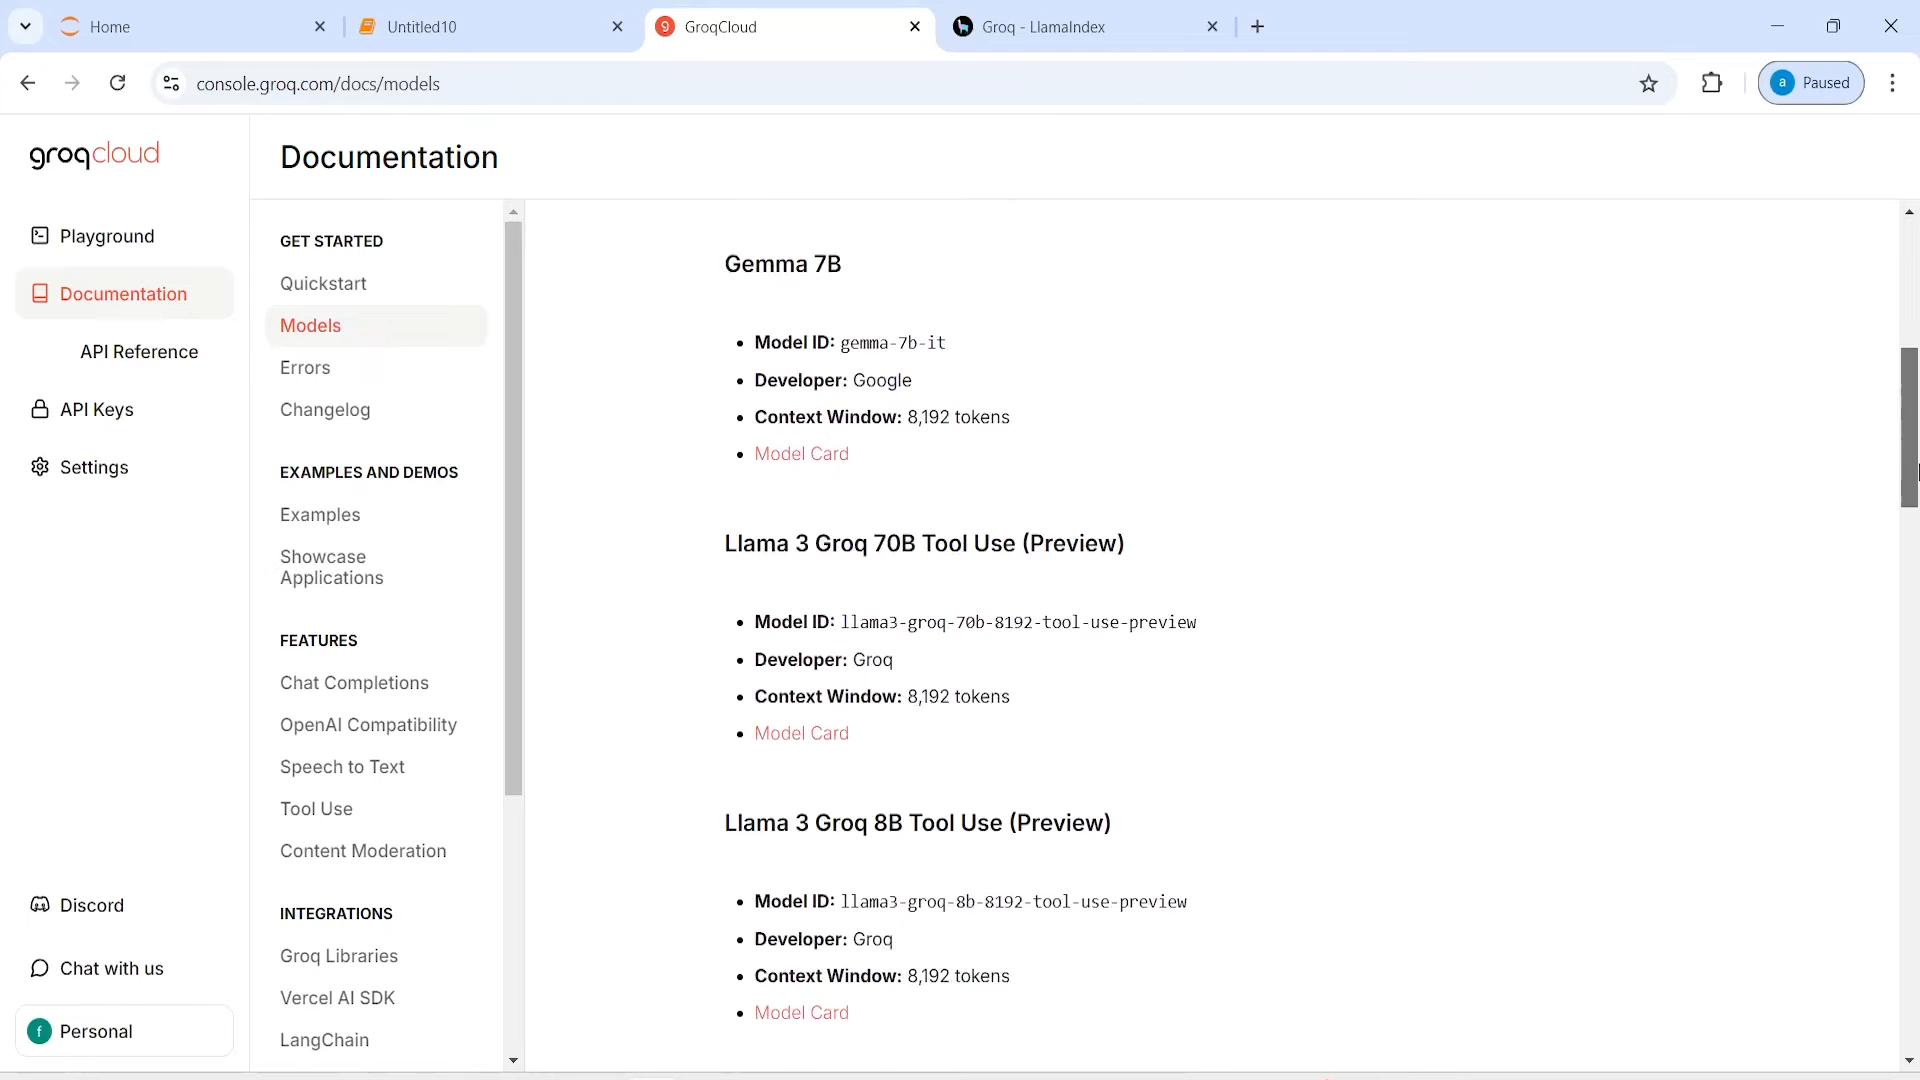 Home
Untitled10
GroqCloud
Groq - LlamaIndex
console.groq.com/docs/models
a
Paused
groqcloud
Documentation
Playground
Documentation
API Reference
API Keys
Settings
Discord
Chat with us
f
Personal
GET STARTED
Quickstart
Models
Errors
Changelog
EXAMPLES AND DEMOS
Examples
Showcase
Applications
FEATURES
Chat Completions
OpenAI Compatibility
Speech to Text
Tool Use
Content Moderation
INTEGRATIONS
Groq Libraries
Vercel AI SDK
LangChain
Gemma 7B
• Model ID: gemma-7b-it
• Developer: Google
• Context Window: 8,192 tokens
• Model Card
Llama 3 Groq 70B Tool Use (Preview)
• Model ID: llama3-groq-70b-8192-tool-use-preview
• Developer: Groq
• Context Window: 8,192 tokens
• Model Card
Llama 3 Groq 8B Tool Use (Preview)
• Model ID: llama3-groq-8b-8192-tool-use-preview
• Developer: Groq
• Context Window: 8,192 tokens
• Model Card